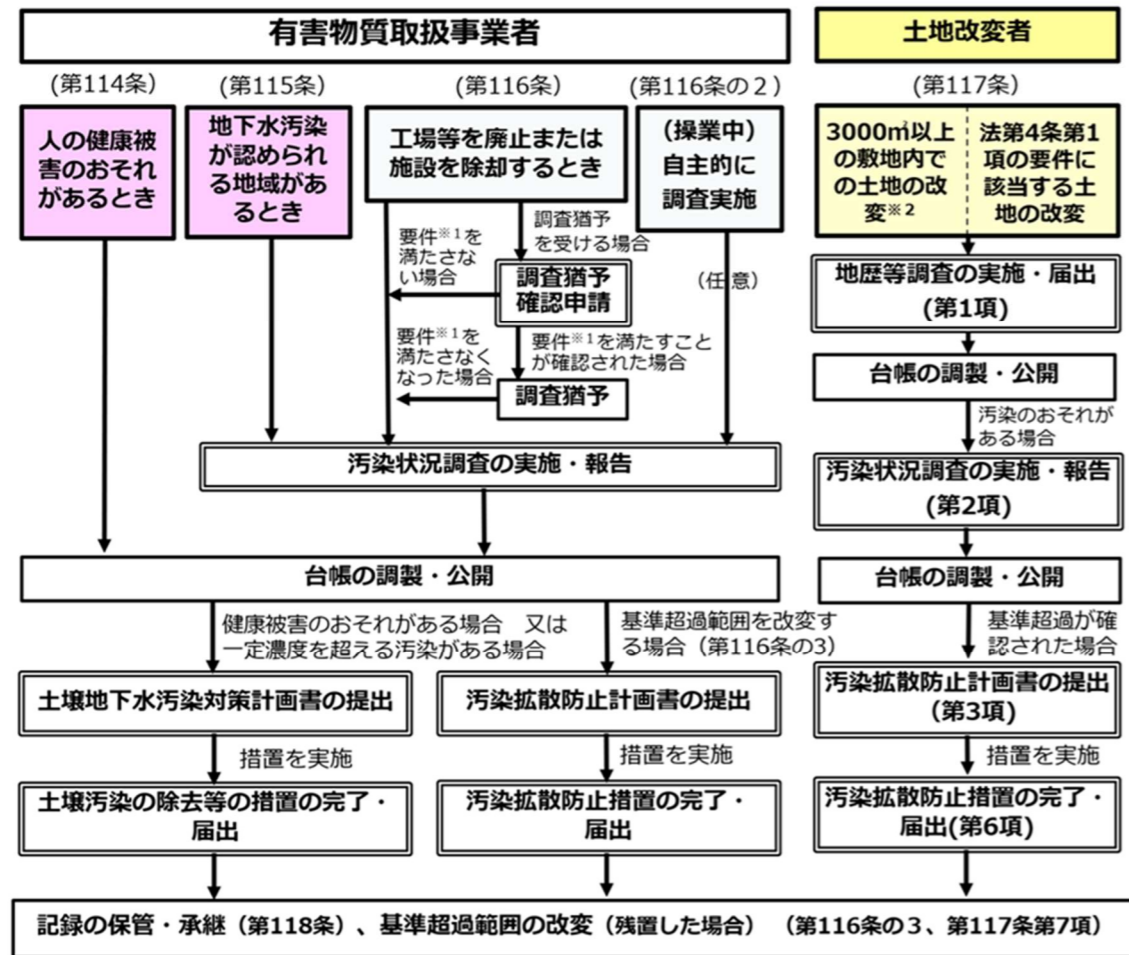 有害物質取扱事業者
土地改変者
(第114条)
(第115条)
(第116条)
(第116条の２)
(第117条)
人の健康被
害のおそれ
があるとき
地下水汚染
が認められ
る地域があ
るとき
工場等を廃止または
施設を除却するとき
(操業中)
自主的に
調査実施
3000㎡以上
の敷地内で
の土地の改
変※２
法第4条第1
項の要件に
該当する土
地の改変
要件※１を
満たさな
い場合
調査猶予
を受ける場合
調査猶予
確認申請
(任意)
要件※１を
満たさなく
なった場合
要件※１を満たすこと
が確認された場合
調査猶予
地歴等調査の実施・届出
(第1項)
台帳の調製・公開
汚染のおそれが
ある場合
汚染状況調査の実施・報告
汚染状況調査の実施・報告
(第2項)
台帳の調製・公開
台帳の調製・公開
健康被害のおそれがある場合　又は
一定濃度を超える汚染がある場合
基準超過範囲を改変す
る場合（第116条の3）
基準超過が確
認された場合
土壌地下水汚染対策計画書の提出
汚染拡散防止計画書の提出
汚染拡散防止計画書の提出
（第3項）
措置を実施
措置を実施
措置を実施
土壌汚染の除去等の措置の完了・
届出
汚染拡散防止措置の完了・
届出
汚染拡散防止措置の完了・
届出(第6項)
記録の保管・承継（第118条）、基準超過範囲の改変（残置した場合）　（第116条の３、第117条第7項）